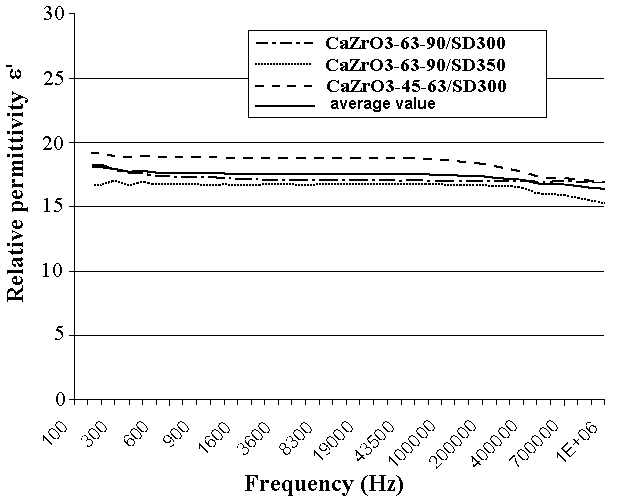 30
25
20
15
10
5
0
Relative permittivity ε'
CaZrO3-63-90/SD300
CaZrO3-63-90/SD350
CaZrO3-45-63/SD300
average value
100
300
600
900
1600
3600
8300
19000
43500
100000
200000
400000
700000
1E+06
Frequency (Hz)